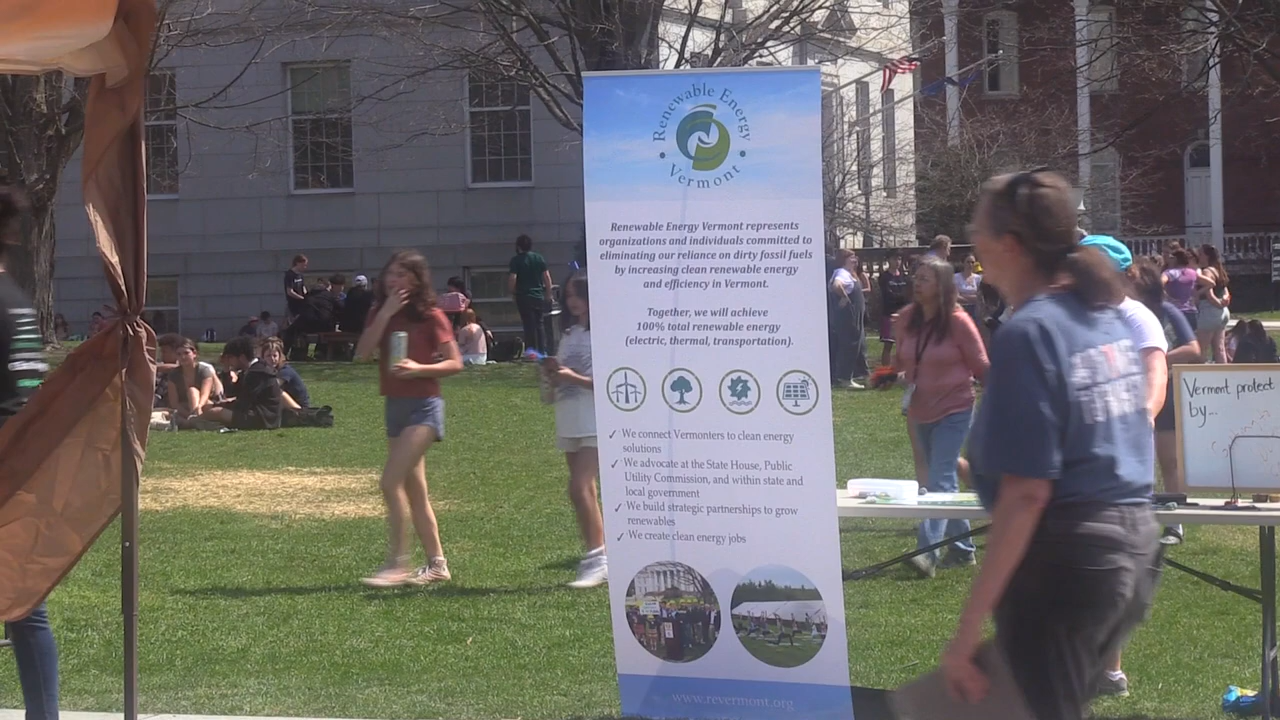 Renewable Energy
• Vermont •
Renewable Energy Vermont represents
organizations and individuals committed to
eliminating our reliance on dirty fossil fuels
by increasing clean renewable energy
and efficiency in Vermont.
Together, we will achieve
100% total renewable energy
(electric, thermal, transportation).
✓ We connect Vermonters to clean energy
solutions
✓ We advocate at the State House, Public
Utility Commission, and within state and
local government
✓ We build strategic partnerships to grow
renewables
✓ We create clean energy jobs
www.revermont.org
Vermont protect
by...